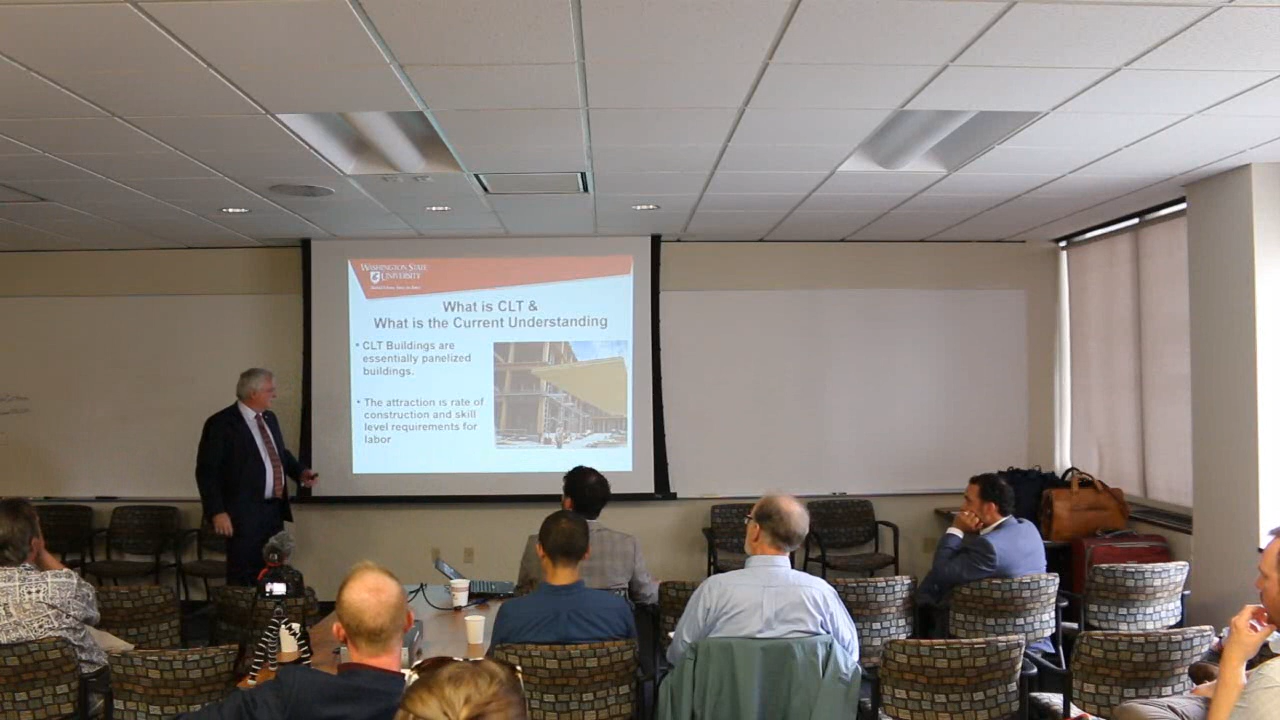 WASHINGTON STATE
UNIVERSITY
What is CLT &
What is the Current Understanding
• CLT Buildings are
essentially panelized
buildings.
• The attraction is rate of
construction and skill
level requirements for
labor